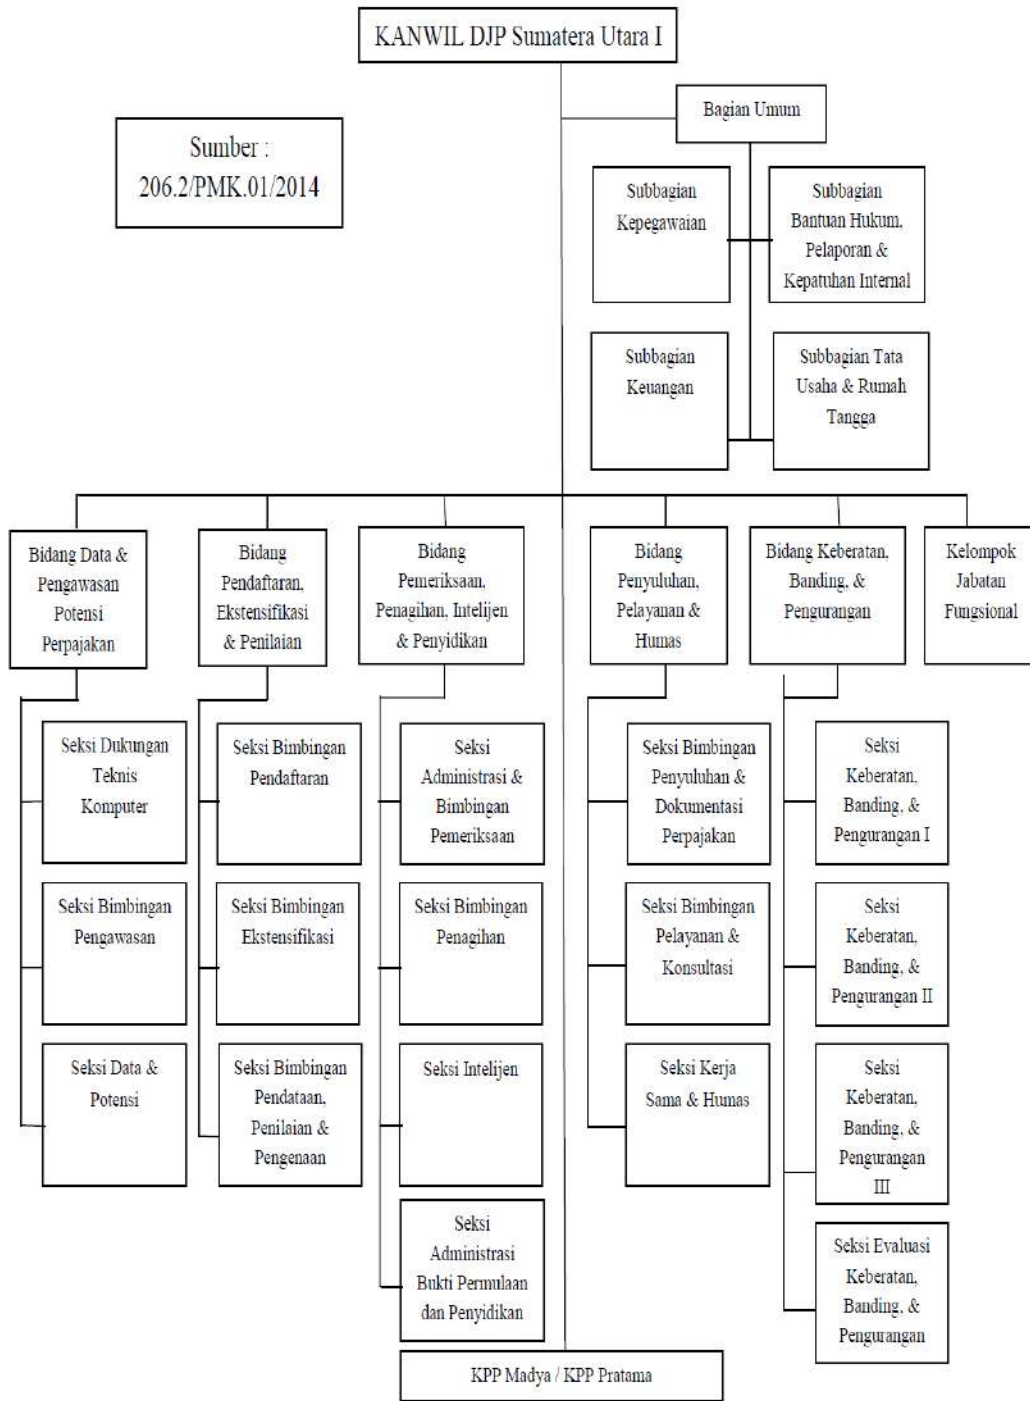 KANWIL DJP Sumatera Utara I
Bagian Umum
Sumber :
206.2/PMK.01/2014
Subbagian
Kepegawaian
Subbagian
Bantuan Hukum,
Pelaporan &
Kepatuhan Internal
Subbagian
Keuangan
Subbagian Tata
Usaha & Rumah
Tangga
Bidang Data &
Pengawasan
Potensi
Perpajakan
Bidang
Pendaftaran,
Ekstensifikasi
& Penilaian
Bidang
Pemeriksaan,
Penagihan, Intelijen
& Penyidikan
Bidang
Penyuluhan,
Pelayanan &
Humas
Bidang Keberatan,
Banding, &
Pengurangan
Kelompok
Jabatan
Fungsional
Seksi Dukungan
Teknis
Komputer
Seksi Bimbingan
Pendaftaran
Seksi
Administrasi &
Bimbingan
Pemeriksaan
Seksi Bimbingan
Penyuluhan &
Dokumentasi
Perpajakan
Seksi
Keberatan,
Banding, &
Pengurangan I
Seksi Bimbingan
Pengawasan
Seksi Bimbingan
Ekstensifikasi
Seksi Bimbingan
Penagihan
Seksi Bimbingan
Pelayanan &
Konsultasi
Seksi
Keberatan,
Banding, &
Pengurangan II
Seksi Data &
Potensi
Seksi Bimbingan
Pendataan,
Penilaian &
Pengenaan
Seksi Intelijen
Seksi Kerja
Sama & Humas
Seksi
Keberatan,
Banding, &
Pengurangan
III
Seksi
Administrasi
Bukti Permulaan
dan Penyidikan
Seksi Evaluasi
Keberatan,
Banding, &
Pengurangan
KPP Madya / KPP Pratama